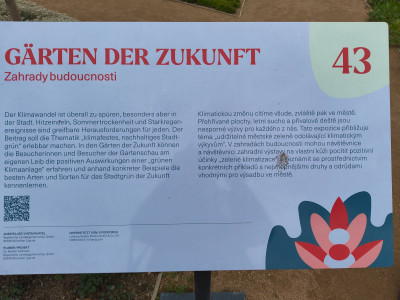 GÄRTEN DER ZUKUNFT
43
Zahrady budoucnosti
Der Klimawandel ist überall zu spüren, besonders aber in
der Stadt. Hitzeinseln, Sommertrockenheit und Starkregen-
ereignisse sind greifbare Herausforderungen für jeden. Der
Beitrag soll die Thematik „klimafestes, nachhaltiges Stadt-
grün“ erlebbar machen. In den Gärten der Zukunft können
die Besucherinnen und Besucher der Gartenschau am
eigenen Leib die positiven Auswirkungen einer „grünen
Klimaanlage“ erfahren und anhand konkreter Beispiele die
besten Arten und Sorten für das Stadtgrün der Zukunft
kennenlernen.
Klimatickou změnu cítíme všude, zvláště pak ve městě.
Přehřívané plochy, letní sucho a přívalové deště jsou
nesporné výzvy pro každého z nás. Tato expozice přibližuje
téma „udržitelné městské zeleně odolávající klimatickým
výkyvům“. V zahradách budoucnosti mohou návštěvnice
a návštěvníci zahradní výstavy na vlastní kůži pocítit pozitivní
účinky „zelené klimatizace“ seznámit se prostřednictvím
konkrétních příkladů s nejvhodnějšími druhy a odrůdami
vhodnými pro výsadbu ve městě.